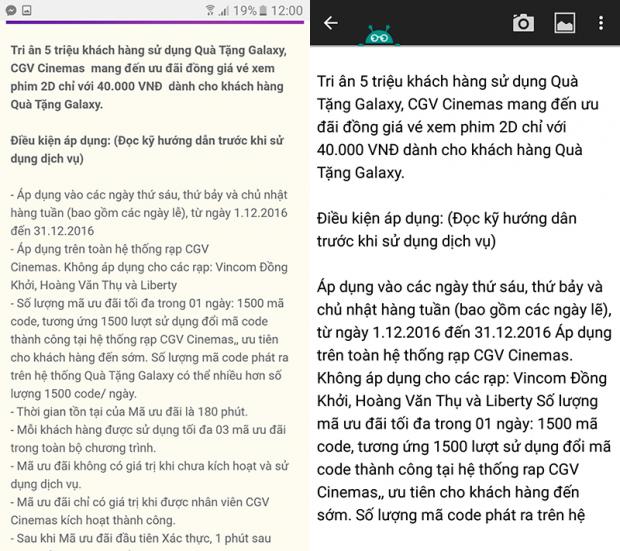 19% 12:00
Tri ân 5 triệu khách hàng sử dụng Quà Tặng Galaxy,
CGV Cinemas mang đến ưu đãi đồng giá vé xem
phim 2D chỉ với 40.000 VNĐ dành cho khách hàng
Quà Tặng Galaxy.
Điều kiện áp dụng: (Đọc kỹ hướng dẫn trước khi sử
dụng dịch vụ)
- Áp dụng vào các ngày thứ sáu, thứ bảy và chủ nhật
hàng tuần (bao gồm các ngày lễ), từ ngày 1.12.2016
đến 31.12.2016
- Áp dụng trên toàn hệ thống rạp CGV
Cinemas. Không áp dụng cho các rạp: Vincom Đồng
Khởi, Hoàng Văn Thụ và Liberty
- Số lượng mã ưu đãi tối đa trong 01 ngày: 1500 mã
code, tương ứng 1500 lượt sử dụng đổi mã code
thành công tại hệ thống rạp CGV Cinemas,, ưu tiên
cho khách hàng đến sớm. Số lượng mã code phát ra
trên hệ thống Quà Tặng Galaxy có thể nhiều hơn số
lượng 1500 code/ ngày.
- Thời gian tồn tại của Mã ưu đãi là 180 phút.
- Mỗi khách hàng được sử dụng tối đa 03 mã ưu đãi
trong toàn bộ chương trình.
- Mã ưu đãi không có giá trị khi chưa kích hoạt và sử
dụng dịch vụ.
- Mã ưu đãi chỉ có giá trị khi được nhân viên CGV
Cinemas kích hoạt thành công.
- Sau khi Mã ưu đãi đầu tiên Xác thực, 1 phút sau
Tri ân 5 triệu khách hàng sử dụng Quà
Tặng Galaxy, CGV Cinemas mang đến ưu
đãi đồng giá vé xem phim 2D chỉ với
40.000 VNĐ dành cho khách hàng Quà
Tặng Galaxy.
Điều kiện áp dụng: (Đọc kỹ hướng dân
trước khi sử dụng dịch vụ)
Áp dụng vào các ngày thứ sáu, thứ bảy và
chủ nhật hàng tuần (bao gồm các ngày lẽ),
từ ngày 1.12.2016 đến 31.12.2016 Áp dụng
trên toàn hệ thống rạp CGV Cinemas.
Không áp dụng cho các rạp: Vincom Đồng
Khởi, Hoàng Văn Thụ và Liberty Số lượng
mã ưu đãi tối đa trong 01 ngày: 1500 mã
code, tương ứng 1500 lượt sử dụng đổi mã
code thành công tại hệ thống rap CGV
Cinemas,, ưu tiên cho khách hàng đến
sớm. Số lượng mã code phát ra trên hệ